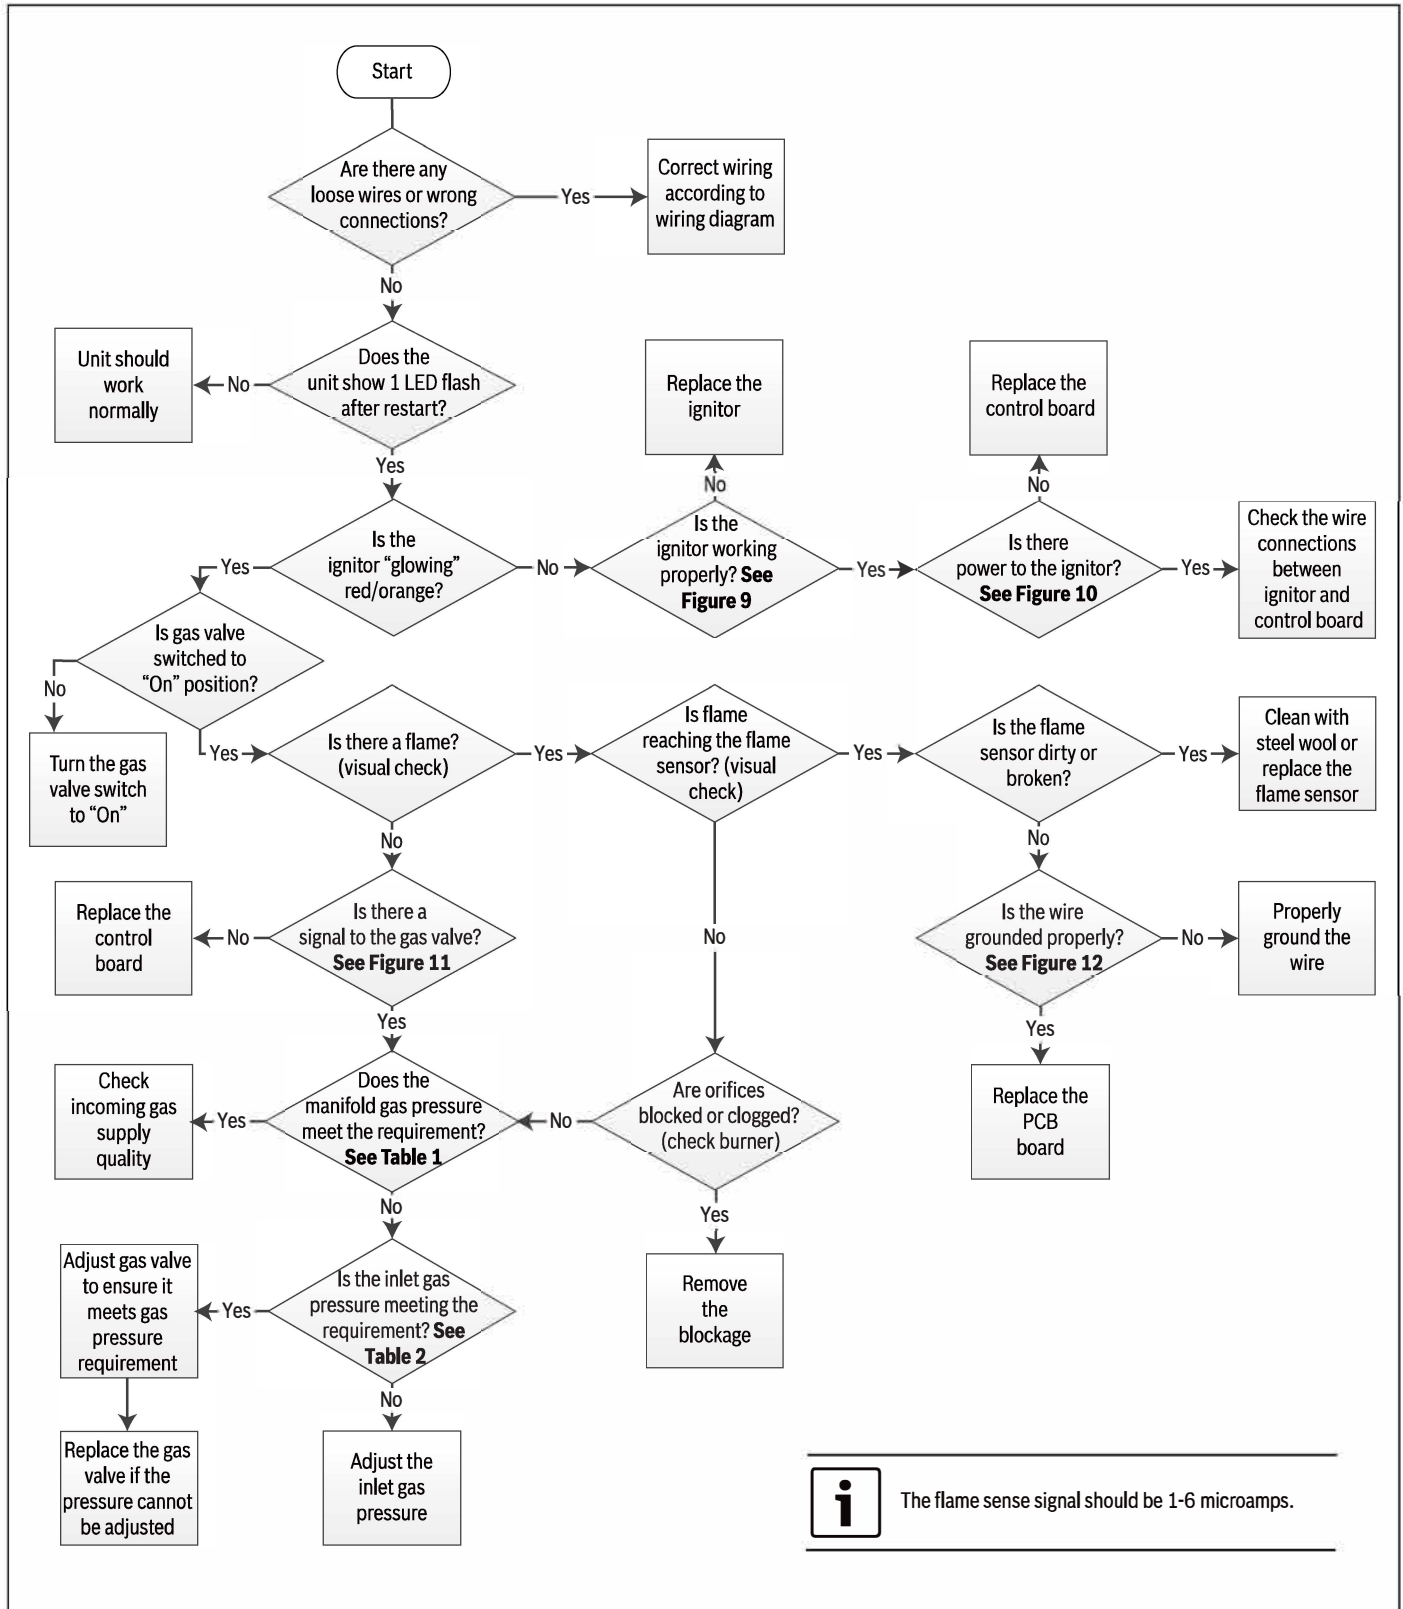 Start
Are there any
loose wires or wrong
connections?
Yes
Correct wiring
according to
wiring diagram
No
Unit should
work
normally
No
Does the
unit show 1 LED flash
after restart?
Yes
Replace the
ignitor
No
Replace the
control board
No
Yes
Is the
ignitor “glowing”
red/orange?
No
Is the
ignitor working
properly? See
Figure 9
Yes
Is there
power to the ignitor?
See Figure 10
Yes
Check the wire
connections
between
ignitor and
control board
Is gas valve
switched to
“On” position?
No
Turn the gas
valve switch
to “On”
Yes
Is there a flame?
(visual check)
Yes
Is flame
reaching the flame
sensor? (visual
check)
Yes
Is the flame
sensor dirty or
broken?
Yes
Clean with
steel wool or
replace the
flame sensor
No
No
No
Replace the
control
board
No
Is there a
signal to the gas valve?
See Figure 11
Is the wire
grounded properly?
See Figure 12
No
Properly
ground the
wire
Yes
Yes
Check
incoming gas
supply
quality
Yes
Does the
manifold gas pressure
meet the requirement?
See Table 1
No
Are orifices
blocked or clogged?
(check burner)
Replace the
PCB
board
No
Yes
Adjust gas valve
to ensure it
meets gas
pressure
requirement
Yes
Is the inlet gas
pressure meeting the
requirement? See
Table 2
Remove
the
blockage
No
Replace the gas
valve if the
pressure cannot
be adjusted
Adjust the
inlet gas
pressure
i
The flame sense signal should be 1-6 microamps.